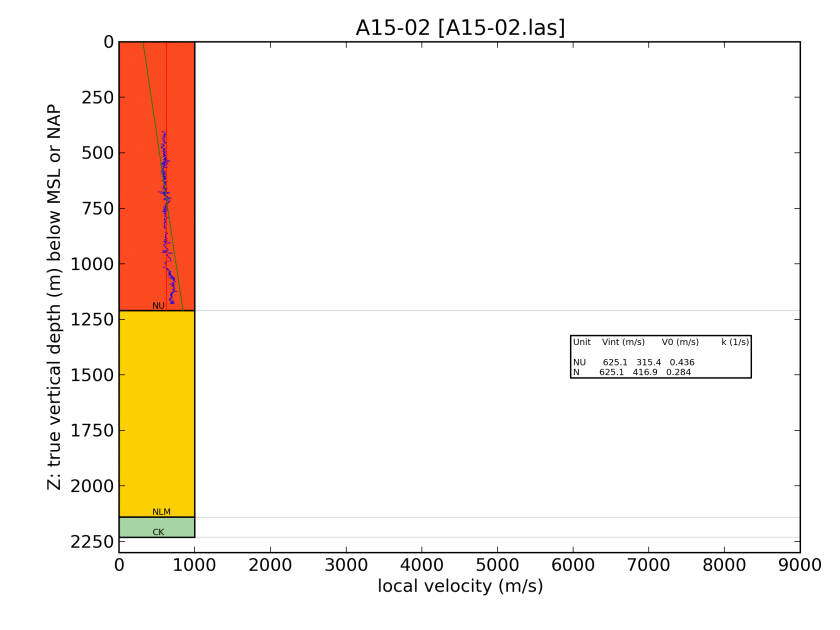 A15-02 [A15-02.las]
0
250
500
750
1000
1250
1500
1750
2000
2250
Z: true vertical depth (m) below MSL or NAP
NU
NLM
CK
Unit Vint (m/s) V0 (m/s) k (1/s)
NU 625.1 315.4 0.436
N 625.1 416.9 0.284
0 1000 2000 3000 4000 5000 6000 7000 8000 9000
local velocity (m/s)